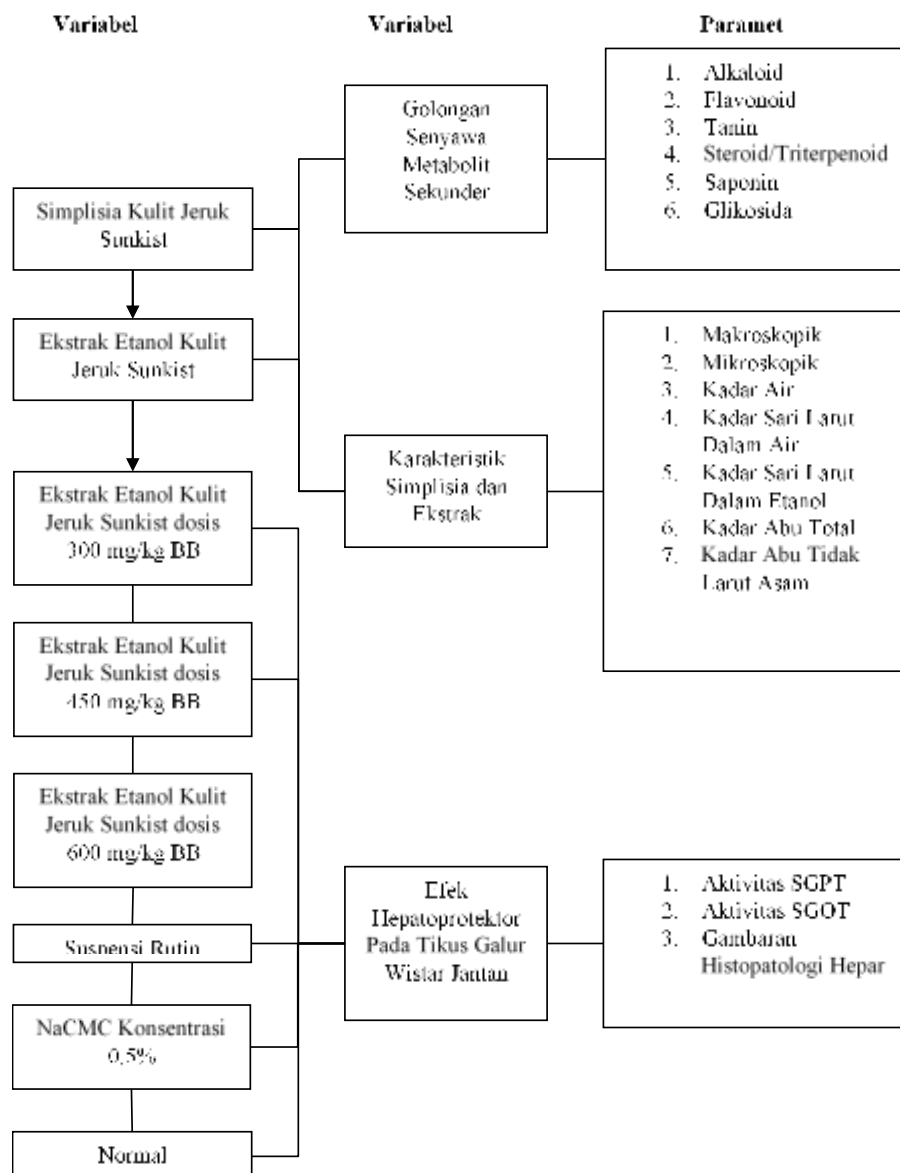 Variabel
Variabel
Paramet
Simplisia Kulit Jeruk
Sunkist
Ekstrak Etanol Kulit
Jeruk Sunkist
Ekstrak Etanol Kulit
Jeruk Sunkist dosis
300 mg/kg BB
Ekstrak Etanol Kulit
Jeruk Sunkist dosis
450 mg/kg BB
Ekstrak Etanol Kulit
Jeruk Sunkist dosis
600 mg/kg BB
Suspensi Rutin
NaCMC Konsentrasi
0,5%
Normal
Golongan
Senyawa
Metabolit
Sekunder
Karakteristik
Simplisia dan
Ekstrak
Efek
Hepatoprotektor
Pada Tikus Galur
Wistar Jantan
1. Alkaloid
2. Flavonoid
3. Tanin
4. Steroid/Triterpenoid
5. Saponin
6. Glikosida
1. Makroskopik
2. Mikroskopik
3. Kadar Air
4. Kadar Sari Larut
Dalam Air
5. Kadar Sari Larut
Dalam Etanol
6. Kadar Abu Total
7. Kadar Abu Tidak
Larut Asam
1. Aktivitas SGPT
2. Aktivitas SGOT
3. Gambaran
Histopatologi Hepar